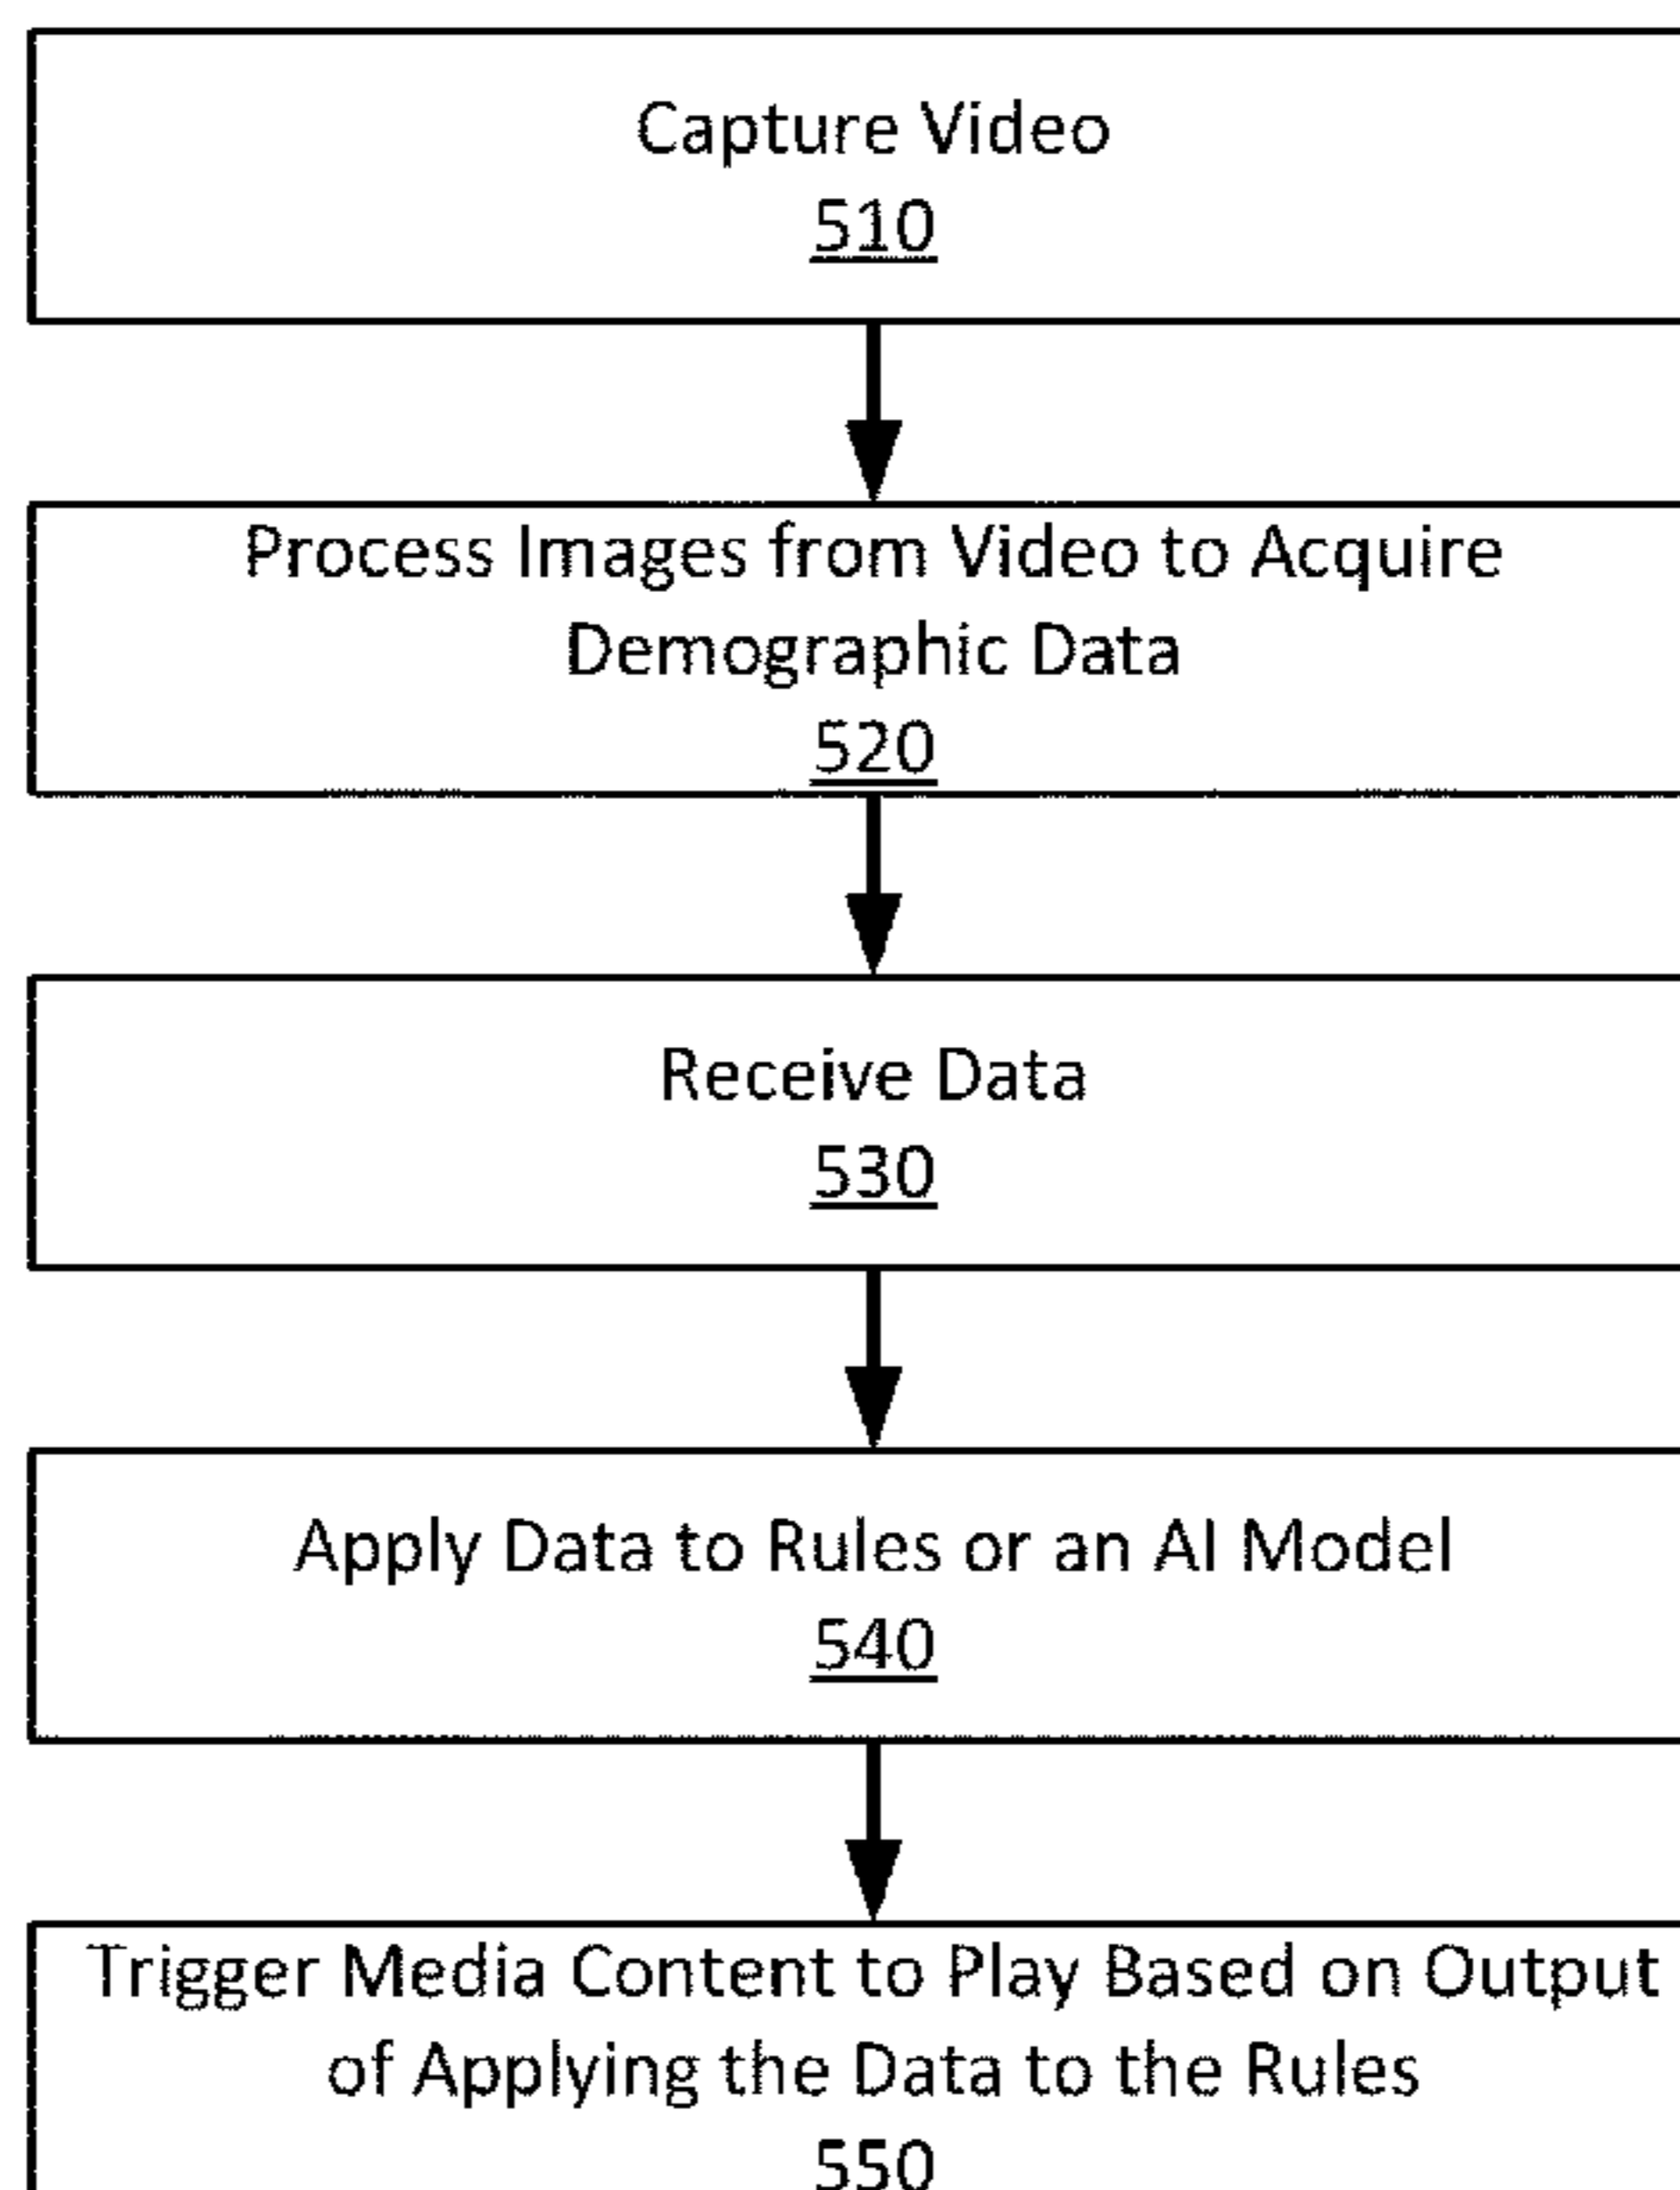 Capture Video
510
Process Images from Video to Acquire
Demographic Data
520
Receive Data
530
Apply Data to Rules or an AI Model
540
Trigger Media Content to Play Based on Output
of Applying the Data to the Rules
550